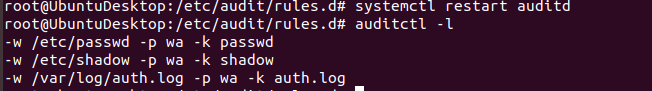 root@UbuntuDesktop:/etc/audit/rules.d# systemctl restart auditd
root@UbuntuDesktop:/etc/audit/rules.d# auditctl -l
-w /etc/passwd -p wa -k passwd
-w /etc/shadow -p wa -k shadow
-w /var/log/auth.log -p wa -k auth.log